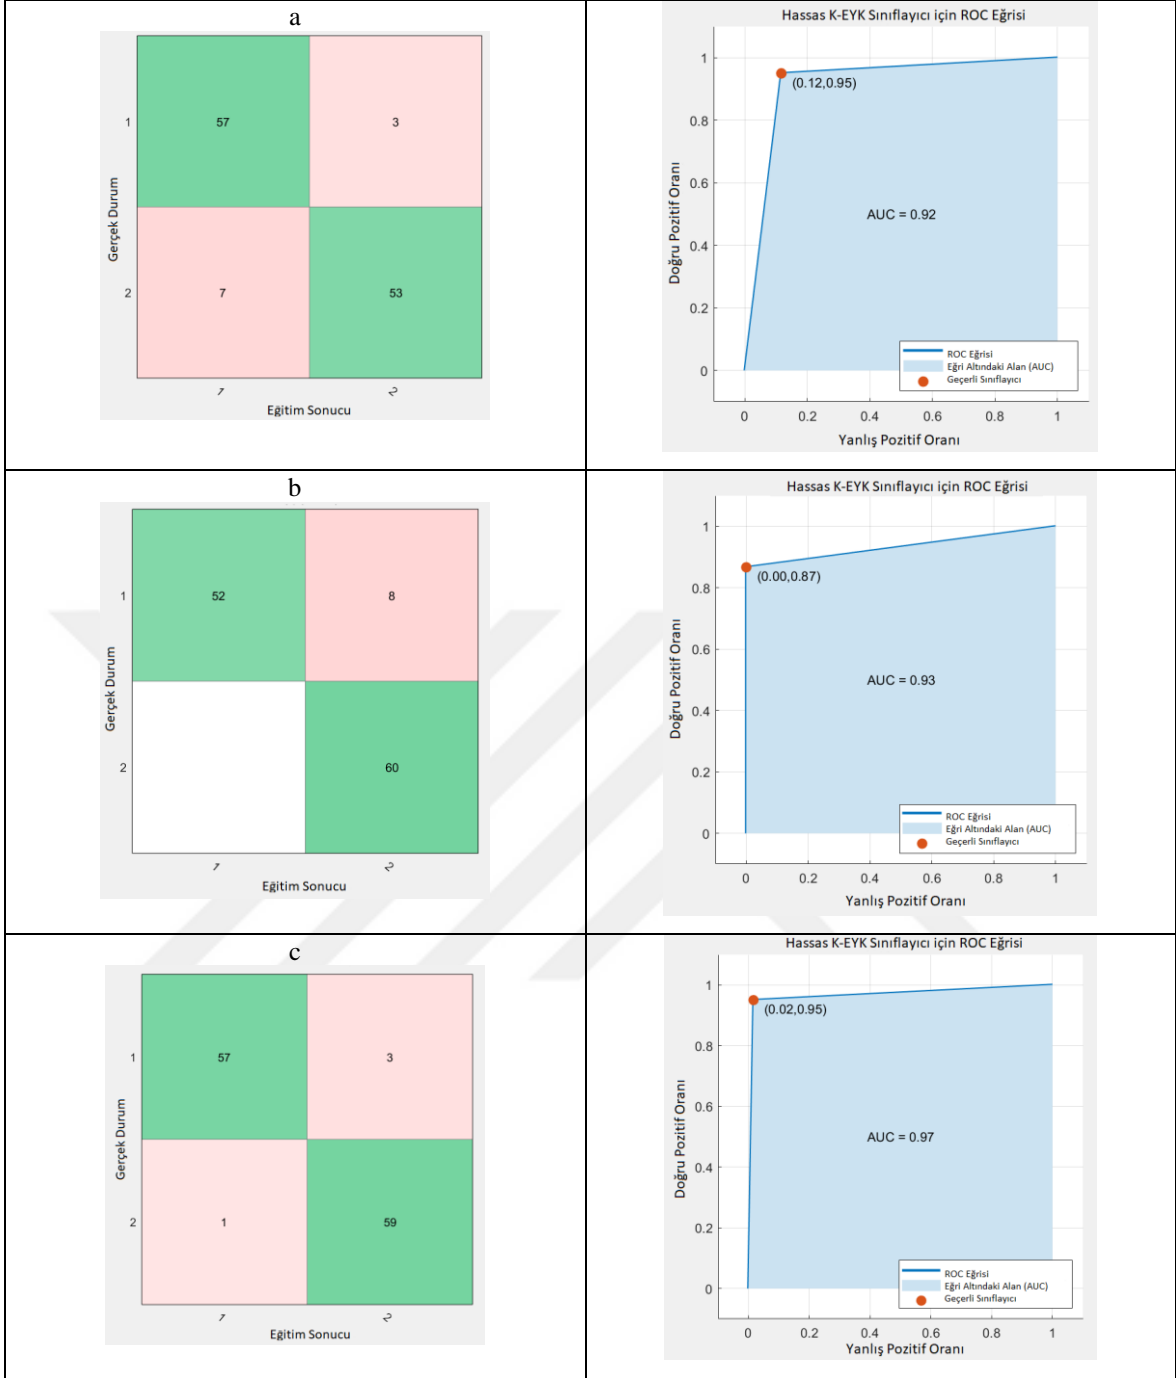 a
1
57
3
2
7
53
Gerçek Durum
1
2
Eğitim Sonucu
Hassas K-EYK Sınıflayıcı için ROC Eğrisi
1
0.8
0.6
0.4
0.2
0
(0.12,0.95)
AUC = 0.92
Doğru Pozitif Oranı
ROC Eğrisi
Eğri Altındaki Alan (AUC)
Geçerli Sınıflayıcı
0 0.2 0.4 0.6 0.8 1
Yanlış Pozitif Oranı
b
1
52
8
2
60
Gerçek Durum
1
2
Eğitim Sonucu
Hassas K-EYK Sınıflayıcı için ROC Eğrisi
1
0.8
0.6
0.4
0.2
0
(0.00,0.87)
AUC = 0.93
Doğru Pozitif Oranı
ROC Eğrisi
Eğri Altındaki Alan (AUC)
Geçerli Sınıflayıcı
0 0.2 0.4 0.6 0.8 1
Yanlış Pozitif Oranı
c
1
57
3
2
1
59
Gerçek Durum
1
2
Eğitim Sonucu
Hassas K-EYK Sınıflayıcı için ROC Eğrisi
1
0.8
0.6
0.4
0.2
0
(0.02,0.95)
AUC = 0.97
Doğru Pozitif Oranı
ROC Eğrisi
Eğri Altındaki Alan (AUC)
Geçerli Sınıflayıcı
0 0.2 0.4 0.6 0.8 1
Yanlış Pozitif Oranı